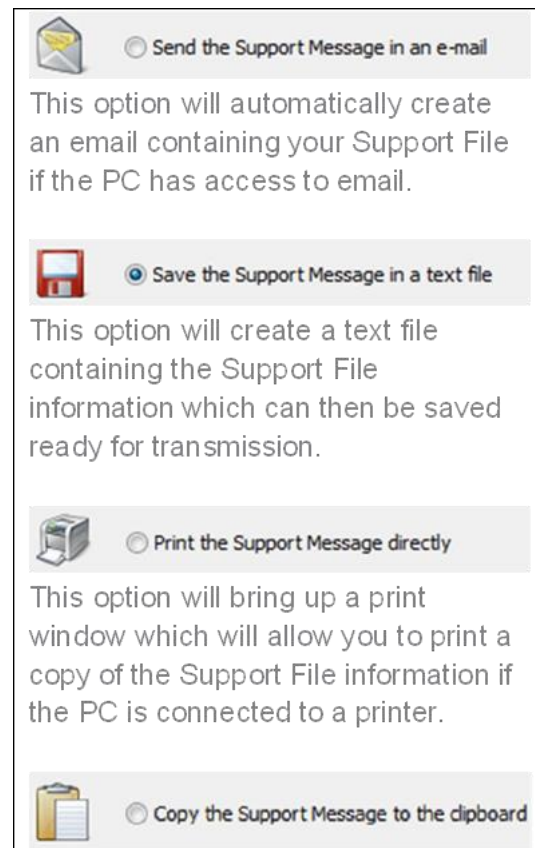 Send the Support Message in an e-mail
This option will automatically create
an email containing your Support File
if the PC has access to email.
Save the Support Message in a text file
This option will create a text file
containing the Support File
information which can then be saved
ready for transmission.
Print the Support Message directly
This option will bring up a print
window which will allow you to print a
copy of the Support File information if
the PC is connected to a printer.
Copy the Support Message to the clipboard